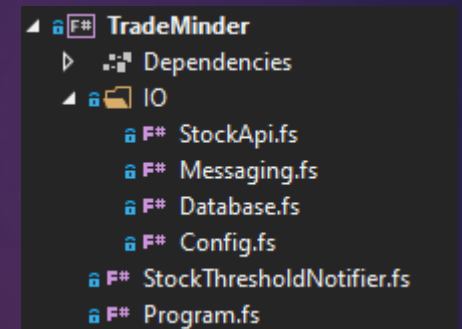 F# TradeMinder
Dependencies
IO
F# StockApi.fs
F# Messaging.fs
F# Database.fs
F# Config.fs
F# StockThresholdNotifier.fs
F# Program.fs